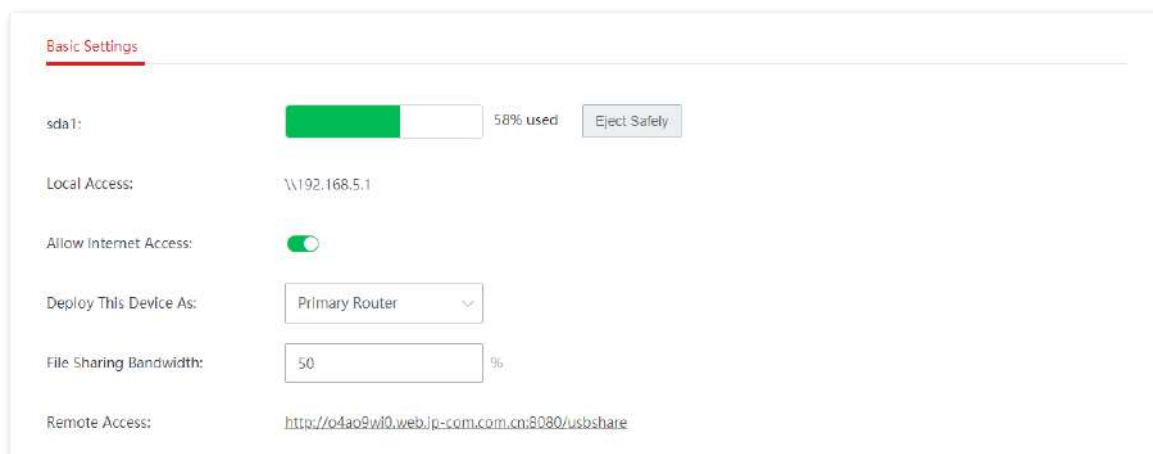 Basic Settings
sda1: 58% used Eject Safely
Local Access: \\192.168.5.1
Allow Internet Access:
Deploy This Device As: Primary Router
File Sharing Bandwidth: 50 %
Remote Access: http://o4ao9wi0.web.ip-com.com.cn:8080/usbshare